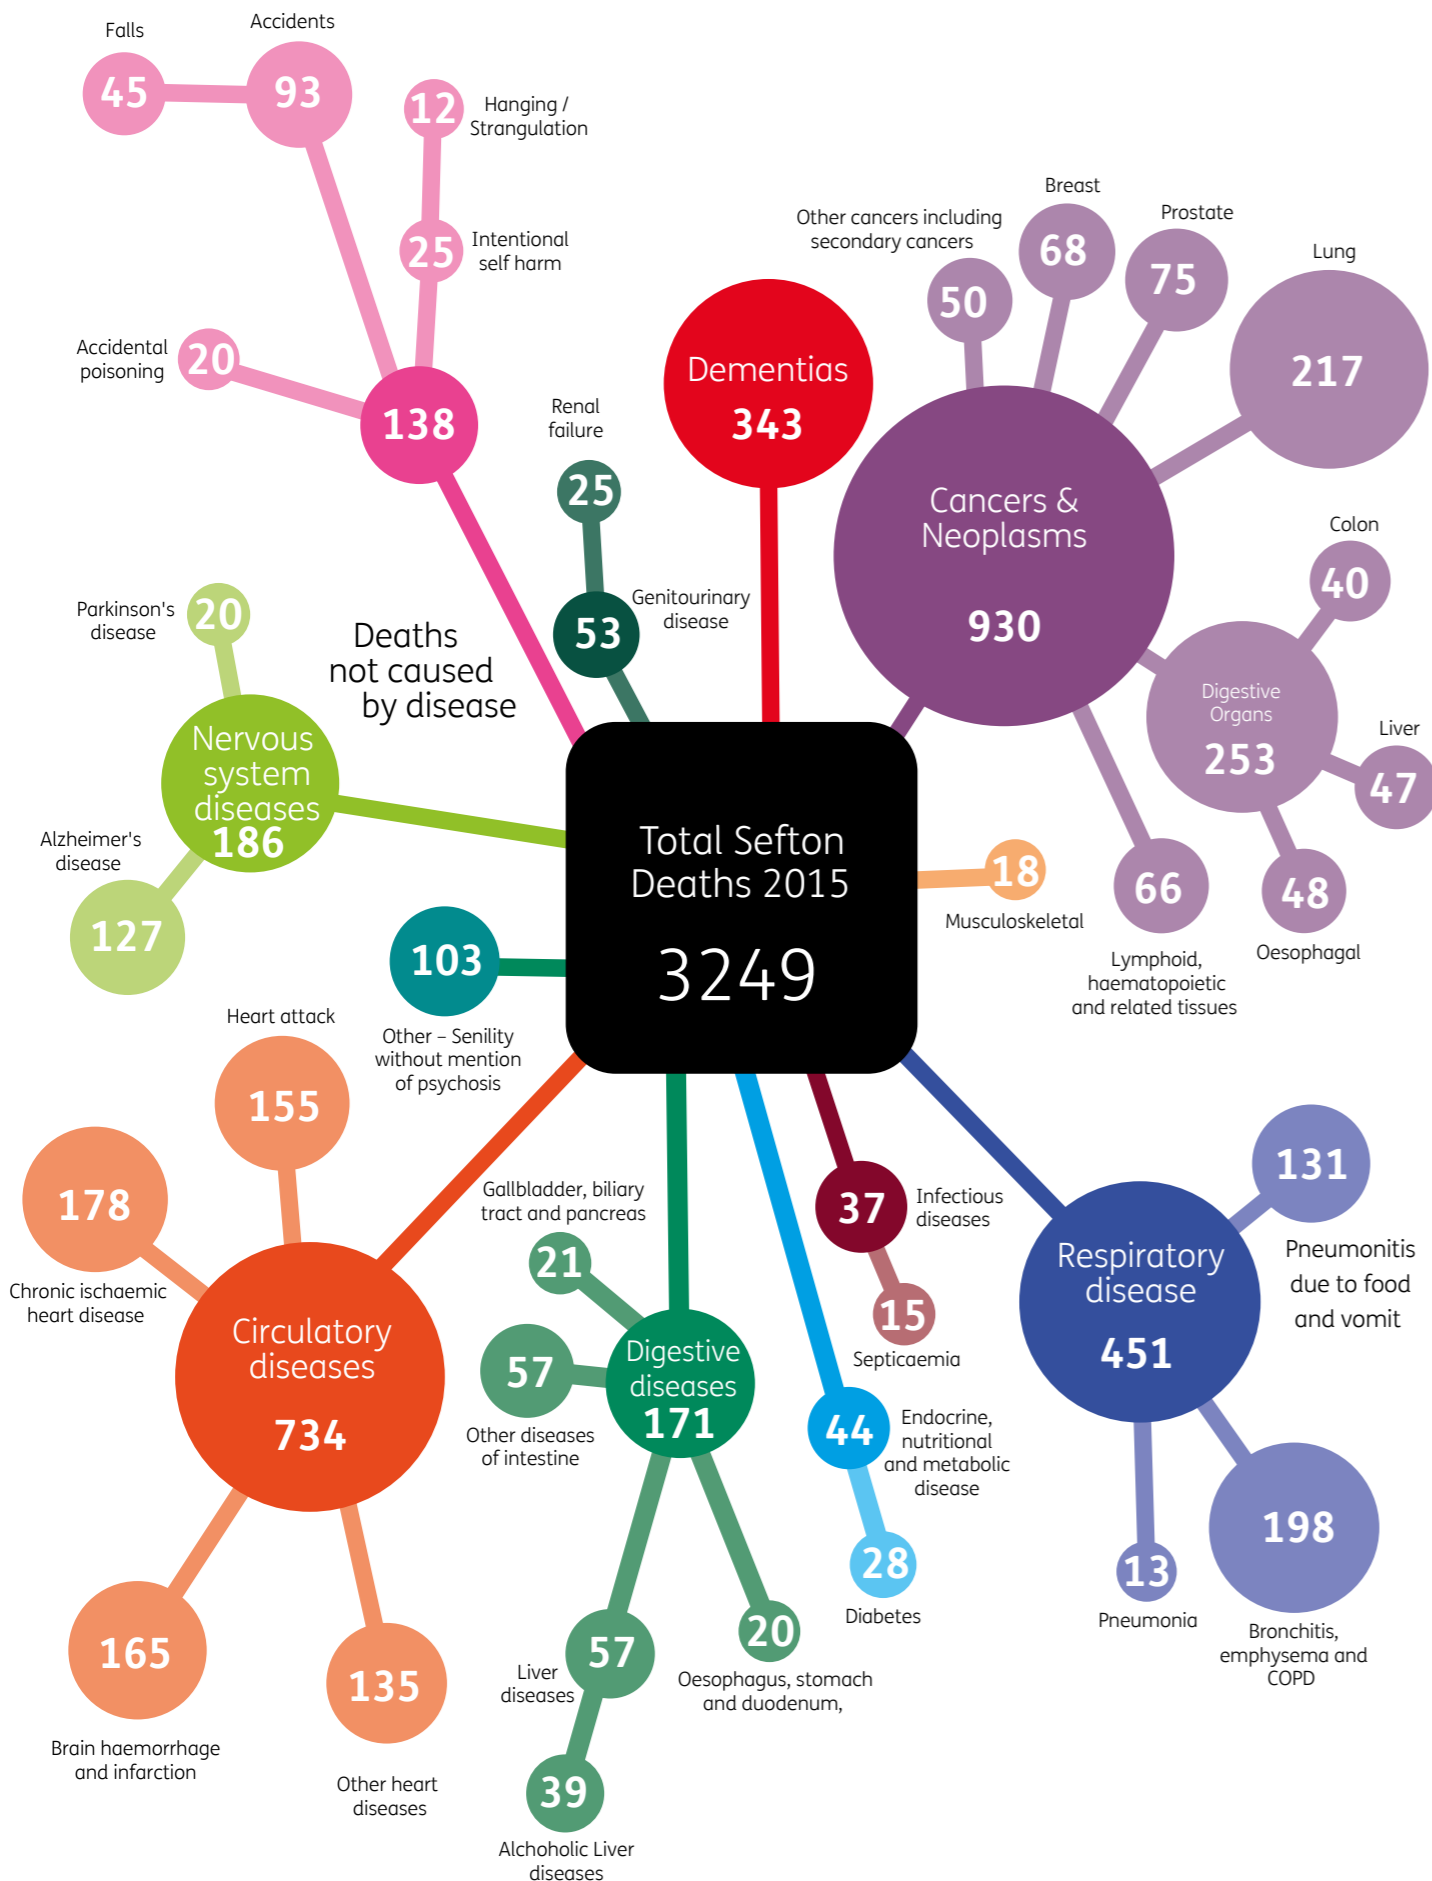 Falls
45
Accidents
93
12
Hanging /
Strangulation
25
Intentional
self harm
Accidental
poisoning
20
138
Deaths
not caused
by disease
Renal
failure
25
53
Genitourinary
disease
Dementias
343
Other cancers including
secondary cancers
50
Breast
68
Prostate
75
Lung
217
Cancers &
Neoplasms
930
Colon
40
Digestive
Organs
253
Liver
47
48
Oesophagal
66
Lymphoid,
haematopoietic
and related tissues
Parkinson's
disease
20
Nervous
system
diseases
186
Alzheimer's
disease
127
Total Sefton
Deaths 2015
3249
18
Musculoskeletal
103
Other – Senility
without mention
of psychosis
Heart attack
155
178
Chronic ischaemic
heart disease
Circulatory
diseases
734
165
Brain haemorrhage
and infarction
135
Other heart
diseases
Gallbladder, biliary
tract and pancreas
21
57
Other diseases
of intestine
Digestive
diseases
171
Liver
diseases
57
39
Alchoholic Liver
diseases
20
Oesophagus, stomach
and duodenum,
37
Infectious
diseases
15
Septicaemia
44
Endocrine,
nutritional
and metabolic
disease
28
Diabetes
Respiratory
disease
451
131
Pneumonitis
due to food
and vomit
13
Pneumonia
198
Bronchitis,
emphysema and
COPD